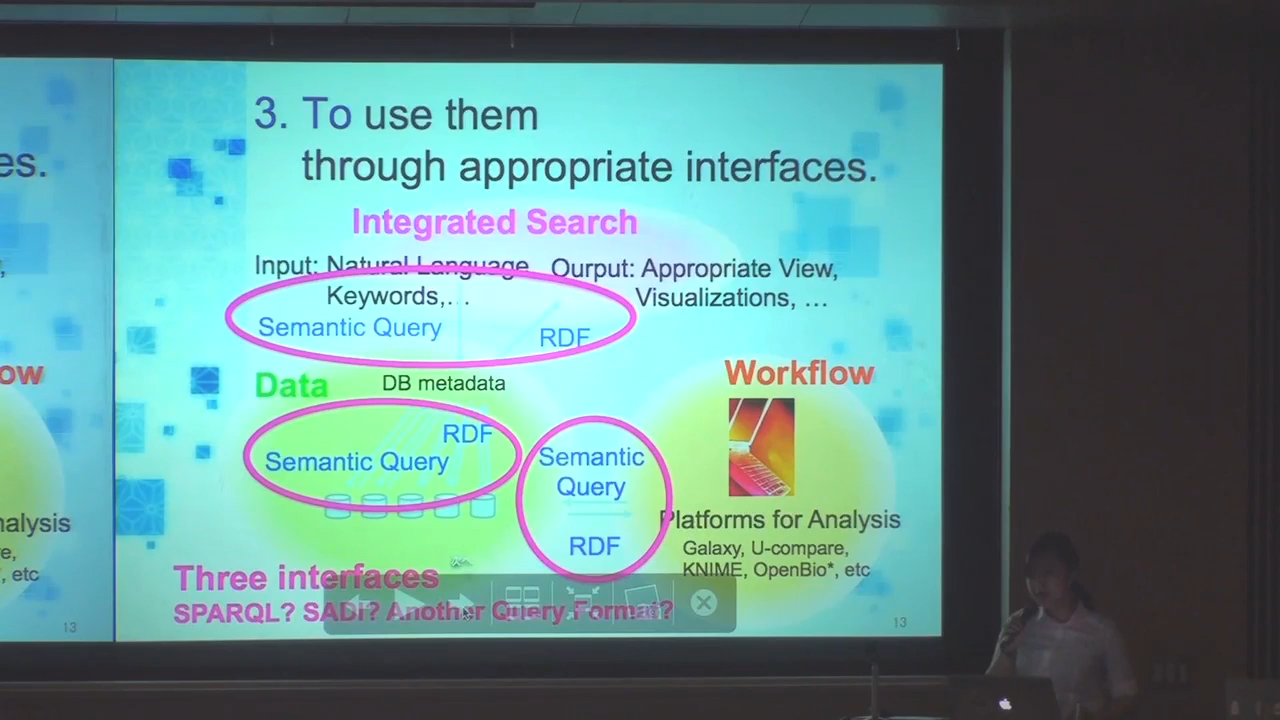 3. To use them
through appropriate interfaces.
Integrated Search
Input: Natural Language
Keywords,...
Ourput: Appropriate View,
Visualizations, ...
Semantic Query
RDF
Data
DB metadata
RDF
Semantic Query
Semantic
Query
RDF
Workflow
Platforms for Analysis
Galaxy, U-compare,
KNIME, OpenBio*, etc
Three interfaces
SPARQL? SADI? Another Query Format?
13
es.
ow
nalysis
re,
, etc
13